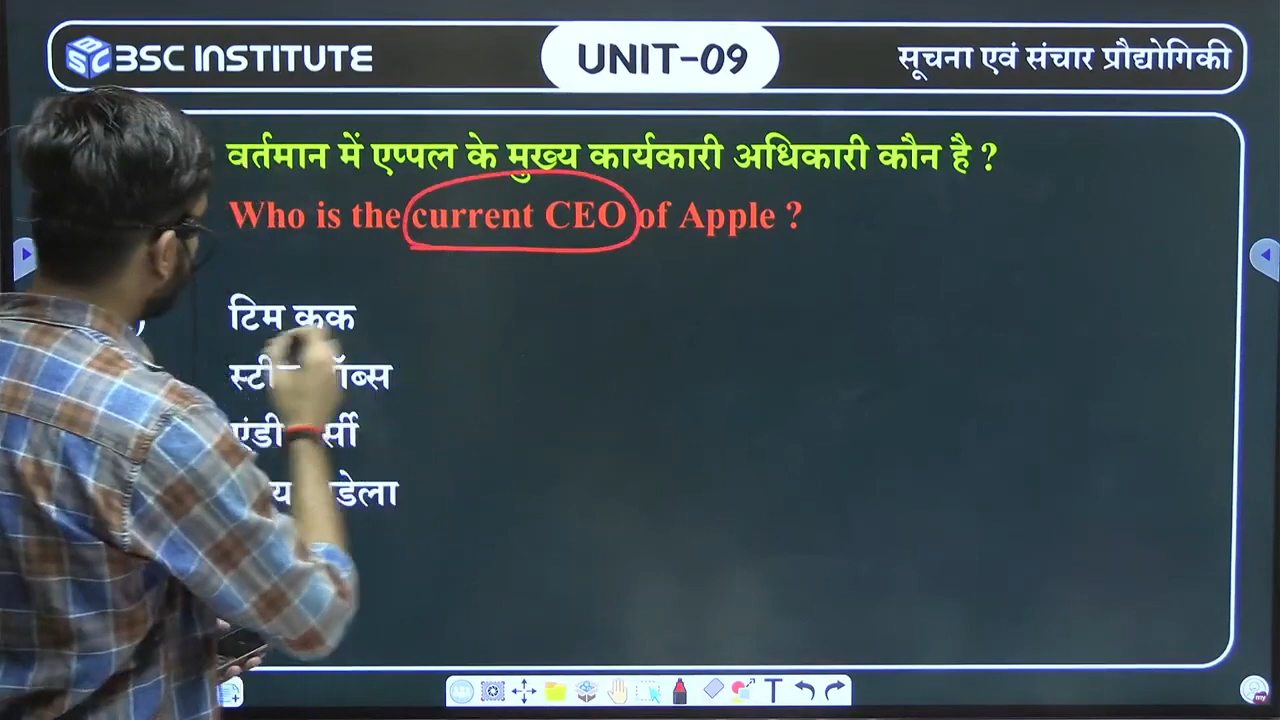 BSC INSTITUTE
UNIT-09
सूचना एवं संचार प्रौद्योगिकी
वर्तमान में एप्पल के मुख्य कार्यकारी अधिकारी कौन है ?
Who is the current CEO of Apple ?
टिम कुक
एंडी